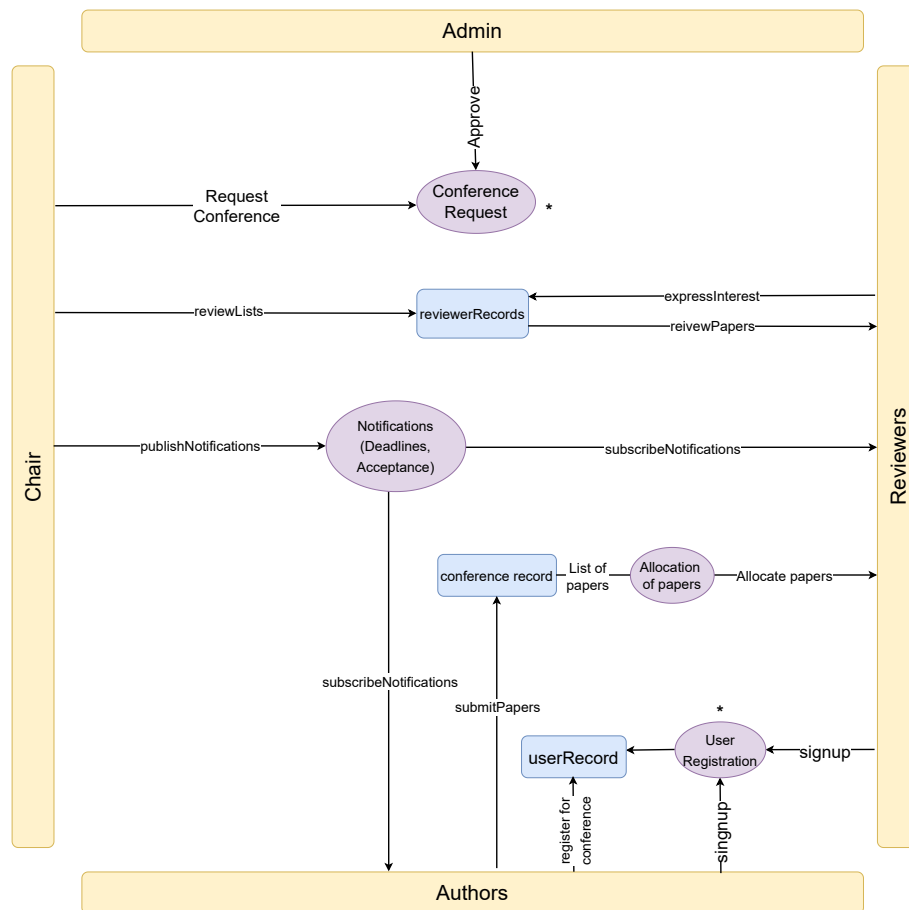 Admin
Approve
Conference
Request
*
Request
Conference
reviewLists
reviewerRecords
expressInterest
reivewPapers
Chair
Reviewers
publishNotifications
Notifications
(Deadlines,
Acceptance)
subscribeNotifications
conference record
List of
papers
Allocation
of papers
Allocate papers
subscribeNotifications
submitPapers
*
User
Registration
userRecord
signup
register for
conference
singnup
Authors